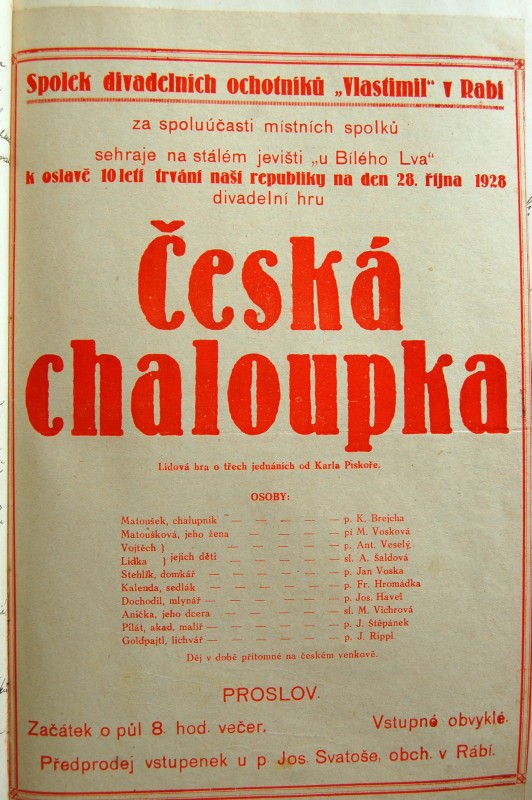 Spolek divadelních ochotníků „Vlastimil" v Rabí
za spoluúčasti místních spolků
sehraje na stálém jevišti „u Bílého Lva"
k oslavě 10 letí trvání naší republiky na den 28. října 1928
divadelní hru
Česká
chaloupka
Lidová hra o třech jednáních od Karla Piskoře.
OSOBY:
Matoušek, chalupník — — — — — p. K. Brejcha
Matoušková, jeho žena — — — — pí M. Vosková
Vojtěch } jejich děti — — — — — p. Ant. Veselý
Lidka } — — — — — sl. A. Šaldová
Stehlík, domkář — — — — — p. Jan Voska
Kalenda, sedlák — — — — — p. Fr. Hromádka
Dochodil, mlynář — — — — — p. Jos. Havel
Anička, jeho dcera — — — — — sl. M. Vichrová
Pilát, akad. malíř — — — — — p. J. Štěpánek
Goldpajtl, lichvář — — — — — p. J. Rippl
Děj v době přítomné na českém venkově.
PROSLOV.
Začátek o půl 8. hod. večer. Vstupné obvyklé.
Předprodej vstupenek u p Jos. Svatoše, obch. v Rábí.